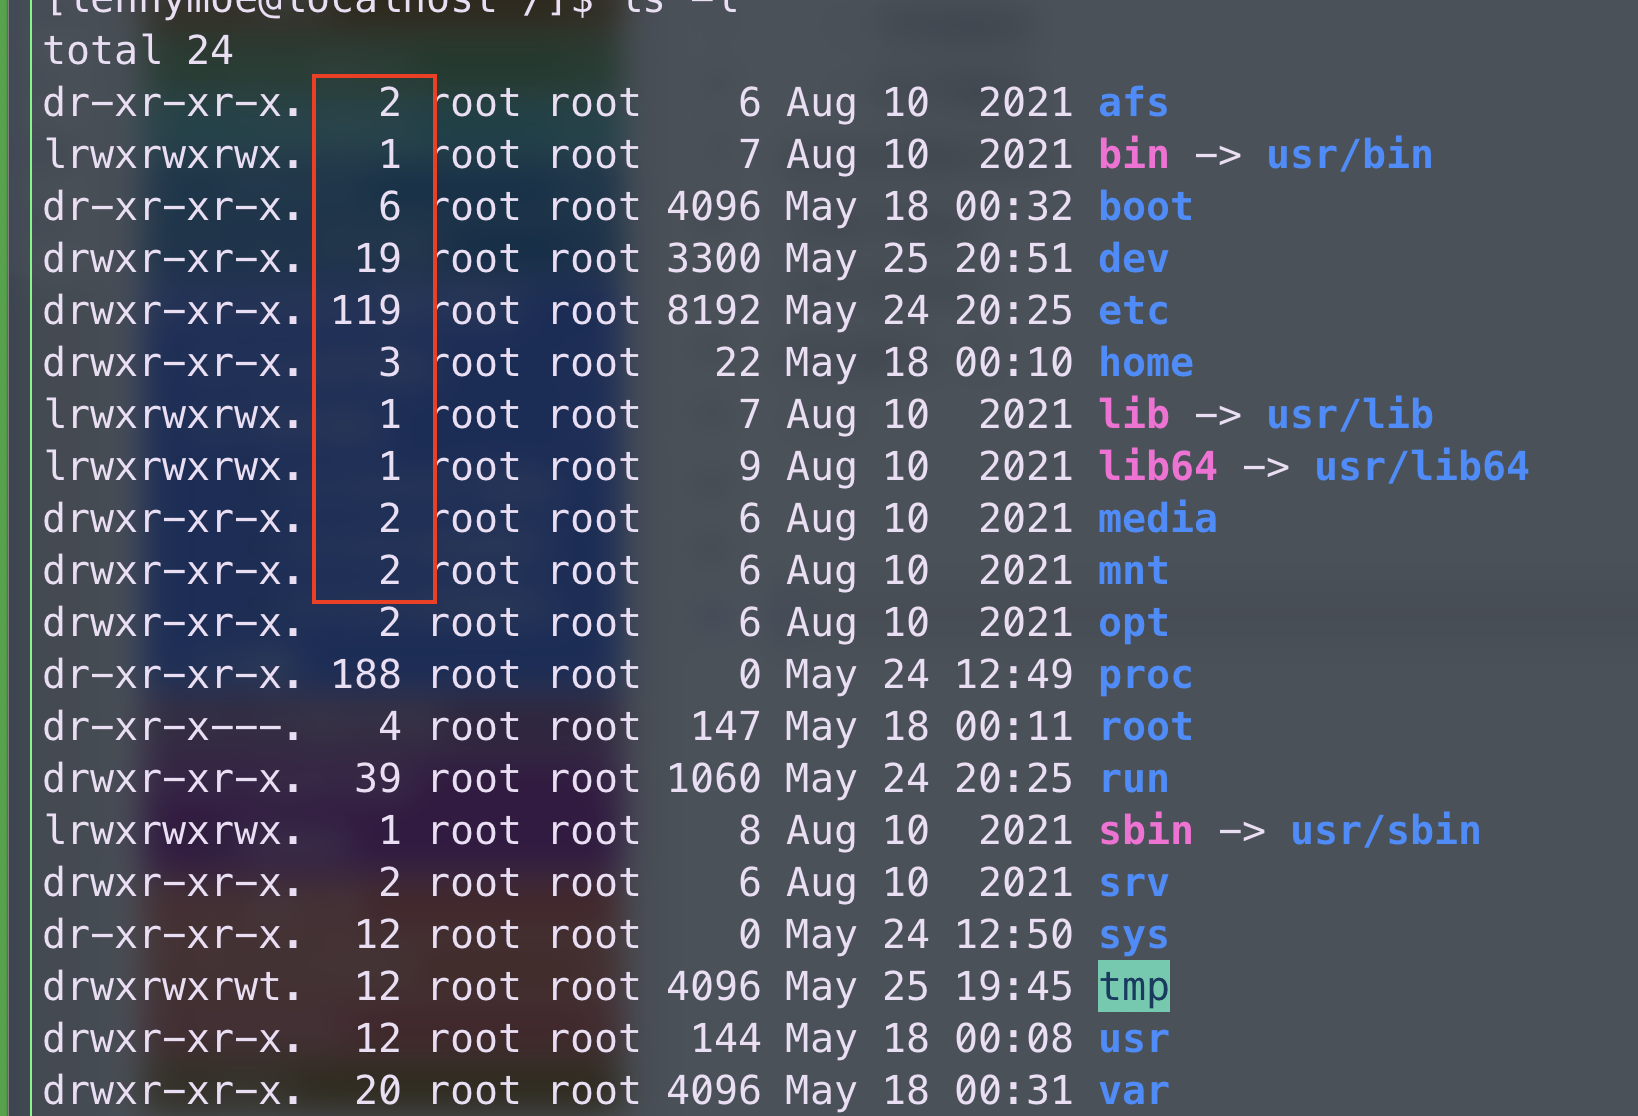 [lennymoe@localhost /]$ ls -l
total 24
dr-xr-xr-x.   2 root root    6 Aug 10  2021 afs
lrwxrwxrwx.   1 root root    7 Aug 10  2021 bin -> usr/bin
dr-xr-xr-x.   6 root root 4096 May 18 00:32 boot
drwxr-xr-x.  19 root root 3300 May 25 20:51 dev
drwxr-xr-x. 119 root root 8192 May 24 20:25 etc
drwxr-xr-x.   3 root root   22 May 18 00:10 home
lrwxrwxrwx.   1 root root    7 Aug 10  2021 lib -> usr/lib
lrwxrwxrwx.   1 root root    9 Aug 10  2021 lib64 -> usr/lib64
drwxr-xr-x.   2 root root    6 Aug 10  2021 media
drwxr-xr-x.   2 root root    6 Aug 10  2021 mnt
drwxr-xr-x.   2 root root    6 Aug 10  2021 opt
dr-xr-xr-x. 188 root root    0 May 24 12:49 proc
dr-xr-x---.   4 root root  147 May 18 00:11 root
drwxr-xr-x.  39 root root 1060 May 24 20:25 run
lrwxrwxrwx.   1 root root    8 Aug 10  2021 sbin -> usr/sbin
drwxr-xr-x.   2 root root    6 Aug 10  2021 srv
dr-xr-xr-x.  12 root root    0 May 24 12:50 sys
drwxrwxrwt.  12 root root 4096 May 25 19:45 tmp
drwxr-xr-x.  12 root root  144 May 18 00:08 usr
drwxr-xr-x.  20 root root 4096 May 18 00:31 var